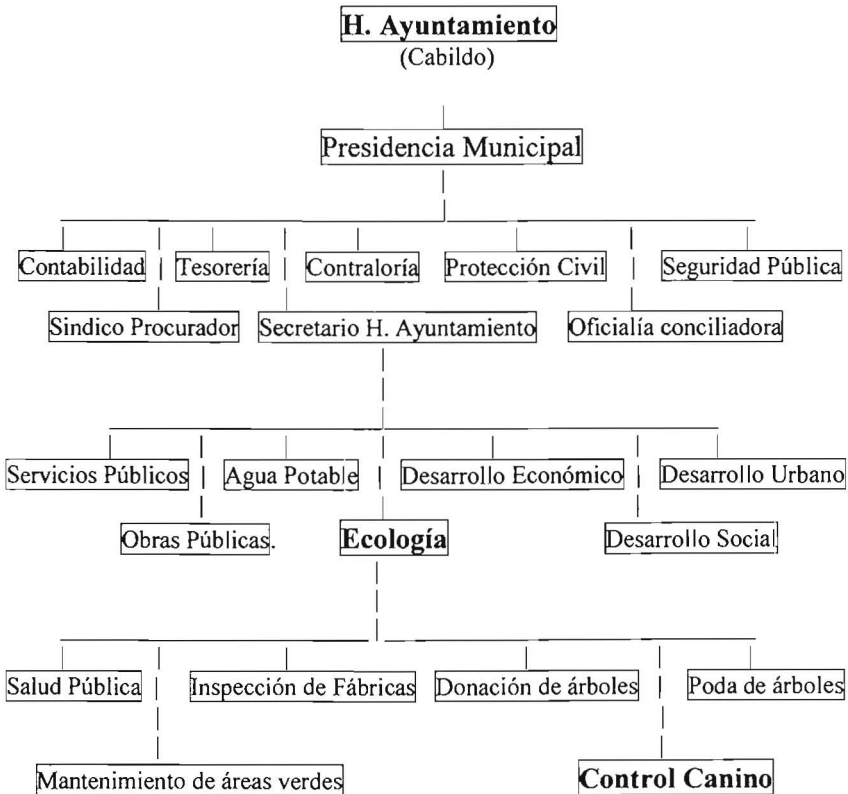 H. Ayuntamiento
(Cabildo)
Presidencia Municipal
Contabilidad
Tesorería
Contraloría
Protección Civil
Seguridad Pública
Sindico Procurador
Secretario H. Ayuntamiento
Oficialía conciliadora
Servicios Públicos
Agua Potable
Desarrollo Económico
Desarrollo Urbano
Obras Públicas.
Ecología
Desarrollo Social
Salud Pública
Inspección de Fábricas
Donación de árboles
Poda de árboles
Mantenimiento de áreas verdes
Control Canino